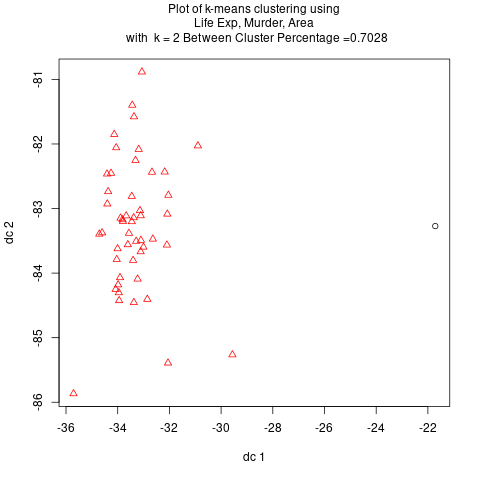 Plot of k-means clustering using
Life Exp, Murder, Area
with  k = 2 Between Cluster Percentage =0.7028
-81
-82
-83
-84
-85
-86
dc 2
-36 -34 -32 -30 -28 -26 -24 -22
dc 1